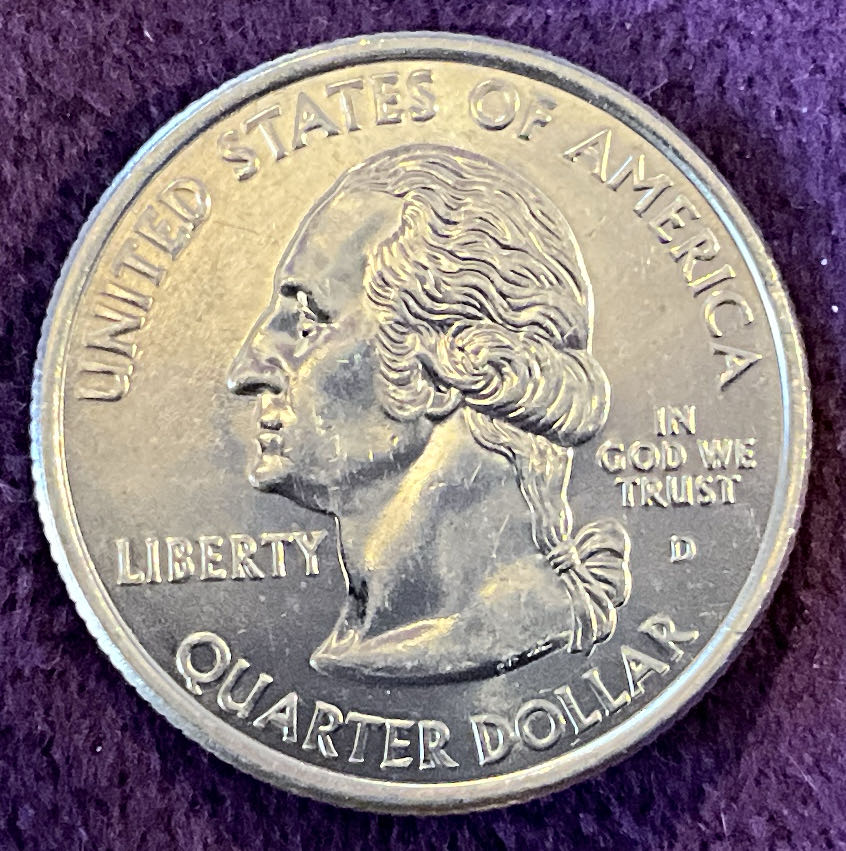 UNITED STATES OF AMERICA
IN
GOD WE
TRUST
LIBERTY
D
QUARTER DOLLAR